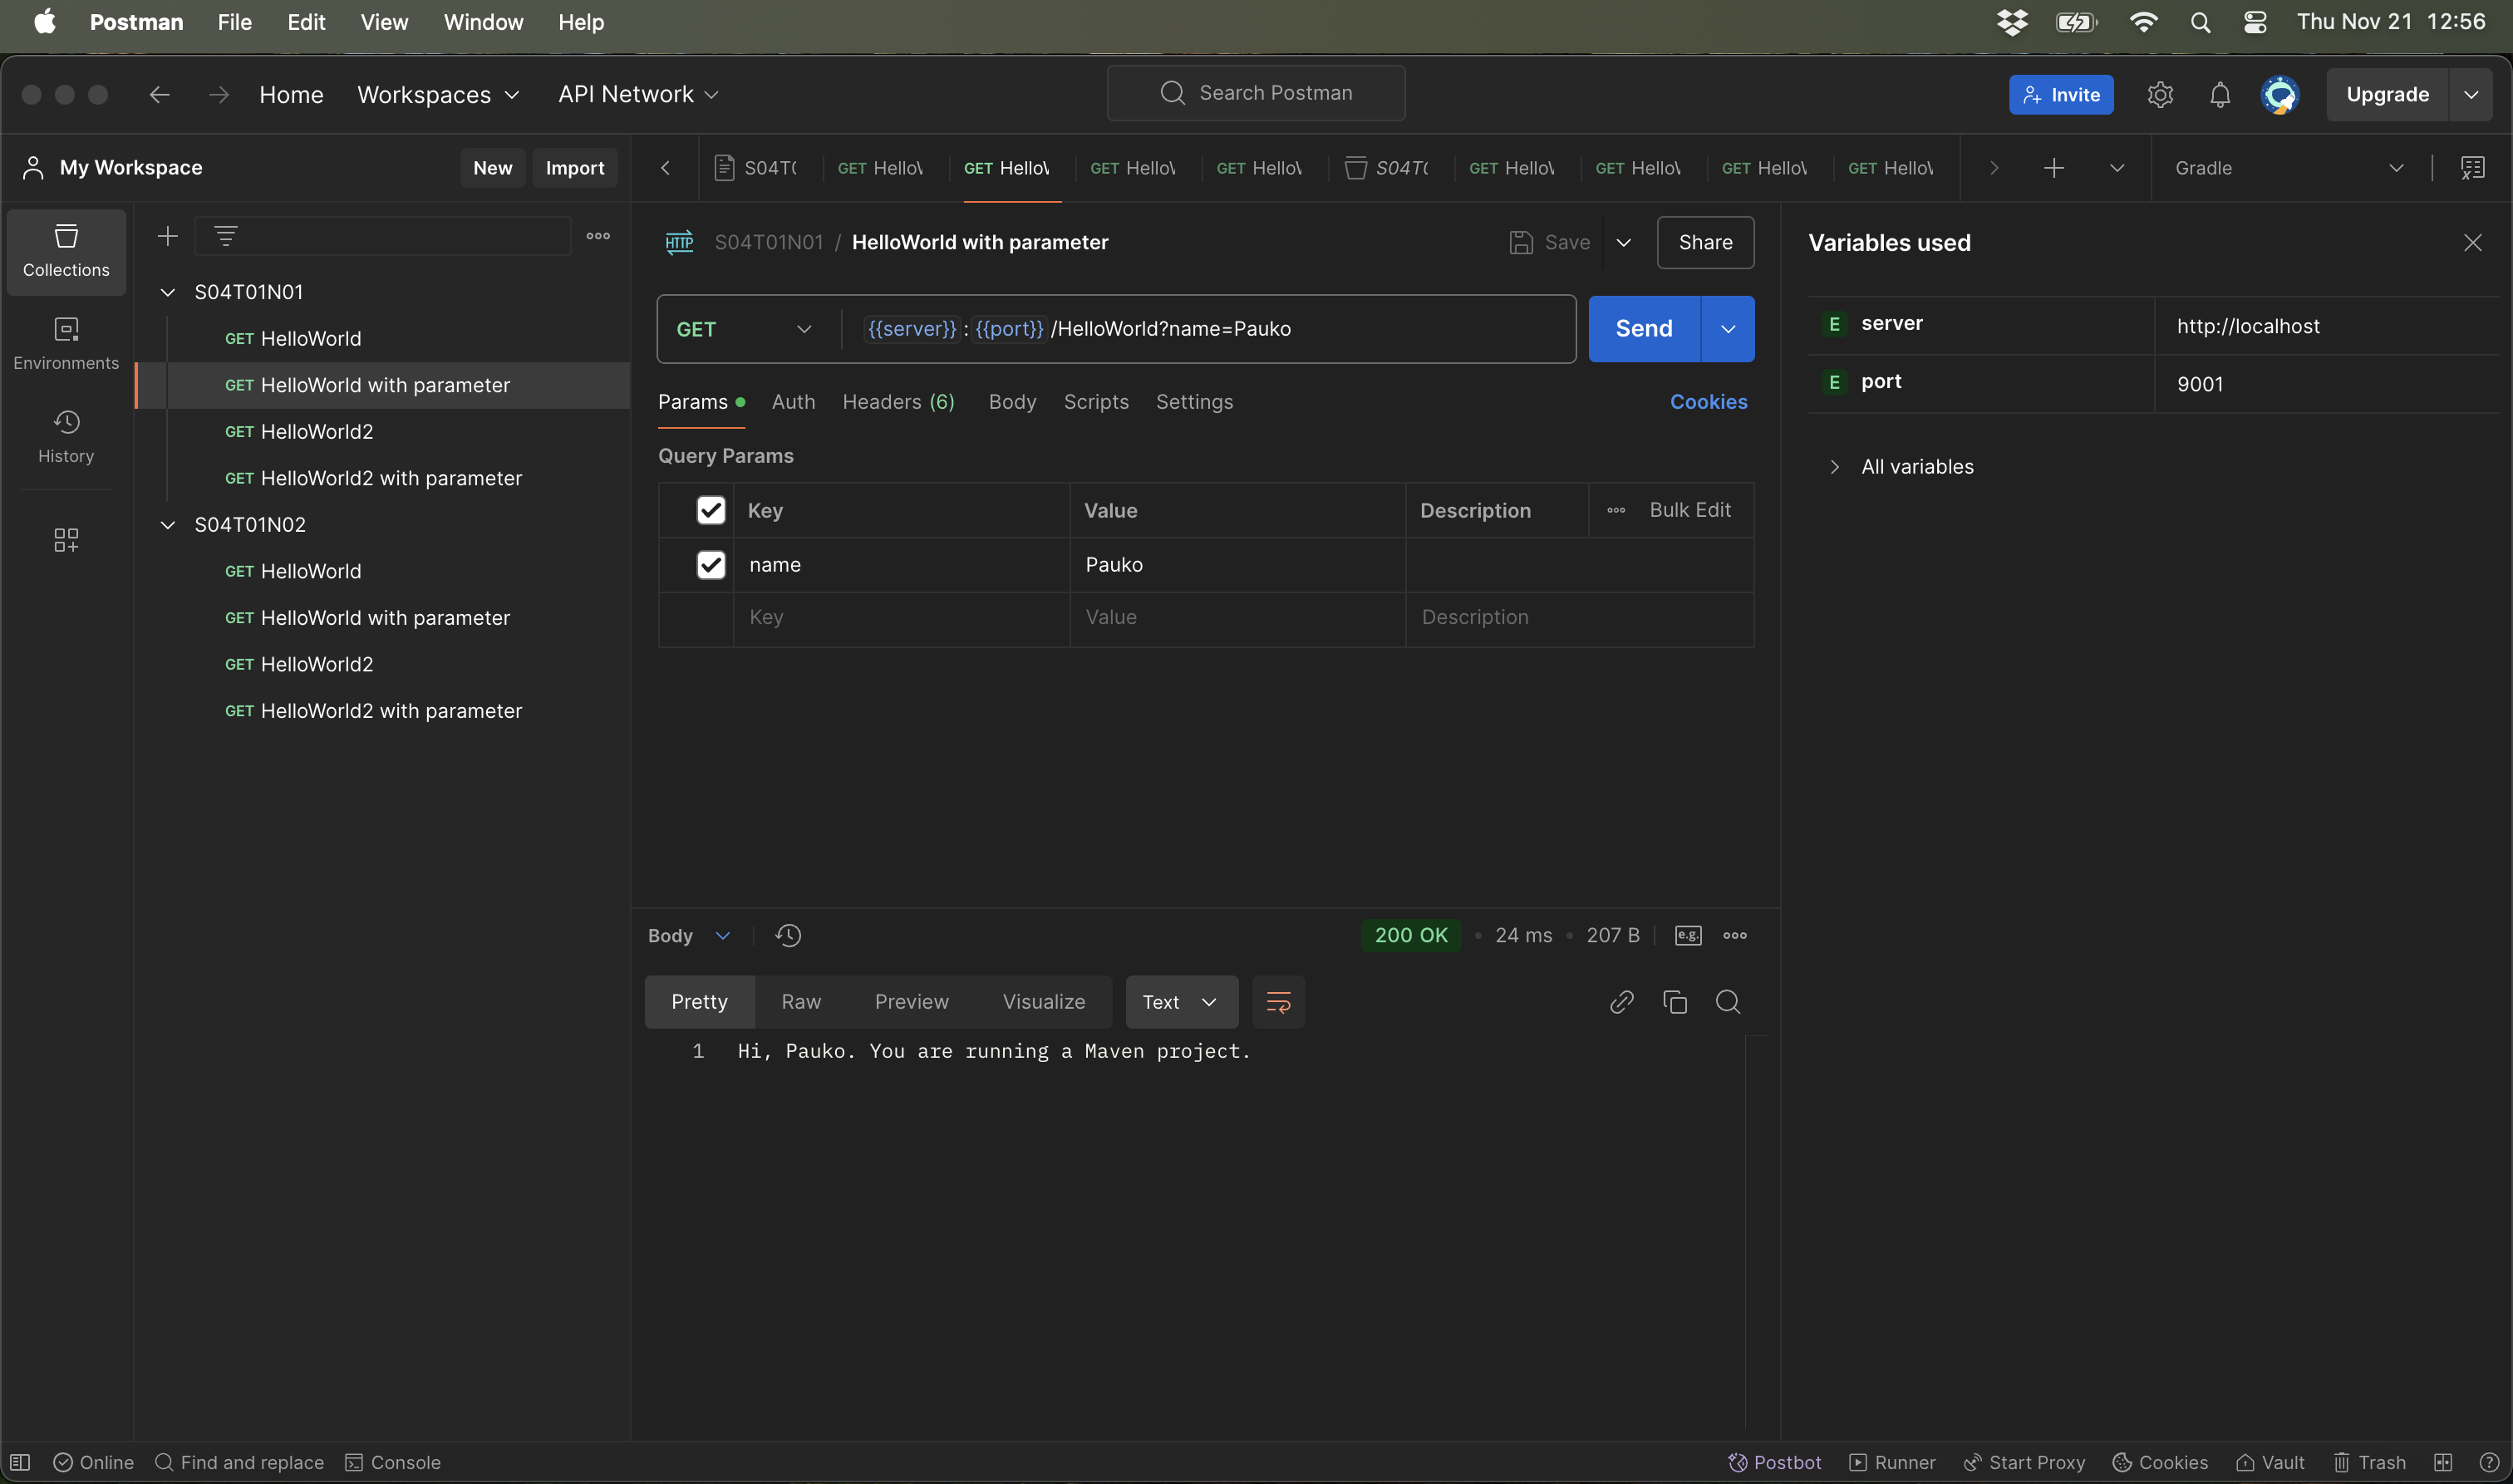 Postman File Edit View Window Help Thu Nov 21 12:56
Home Workspaces API Network Search Postman Invite Upgrade
My Workspace New Import
S04T0 GET Hello GET Hello GET Hello GET Hello S04T0 GET Hello GET Hello GET Hello GET Hello Gradle
Collections
Environments
History
S04T01N01
GET HelloWorld
GET HelloWorld with parameter
GET HelloWorld2
GET HelloWorld2 with parameter
S04T01N02
GET HelloWorld
GET HelloWorld with parameter
GET HelloWorld2
GET HelloWorld2 with parameter
HTTP S04T01N01 / HelloWorld with parameter Save Share
GET {{server}}:{{port}}/HelloWorld?name=Pauko Send
Params Auth Headers (6) Body Scripts Settings Cookies
Query Params
Key Value Description Bulk Edit
name Pauko
Key Value Description
Body 200 OK • 24 ms • 207 B e.g.
Pretty Raw Preview Visualize Text
1 Hi, Pauko. You are running a Maven project.
Variables used
E server http://localhost
E port 9001
All variables
Online Find and replace Console Postbot Runner Start Proxy Cookies Vault Trash